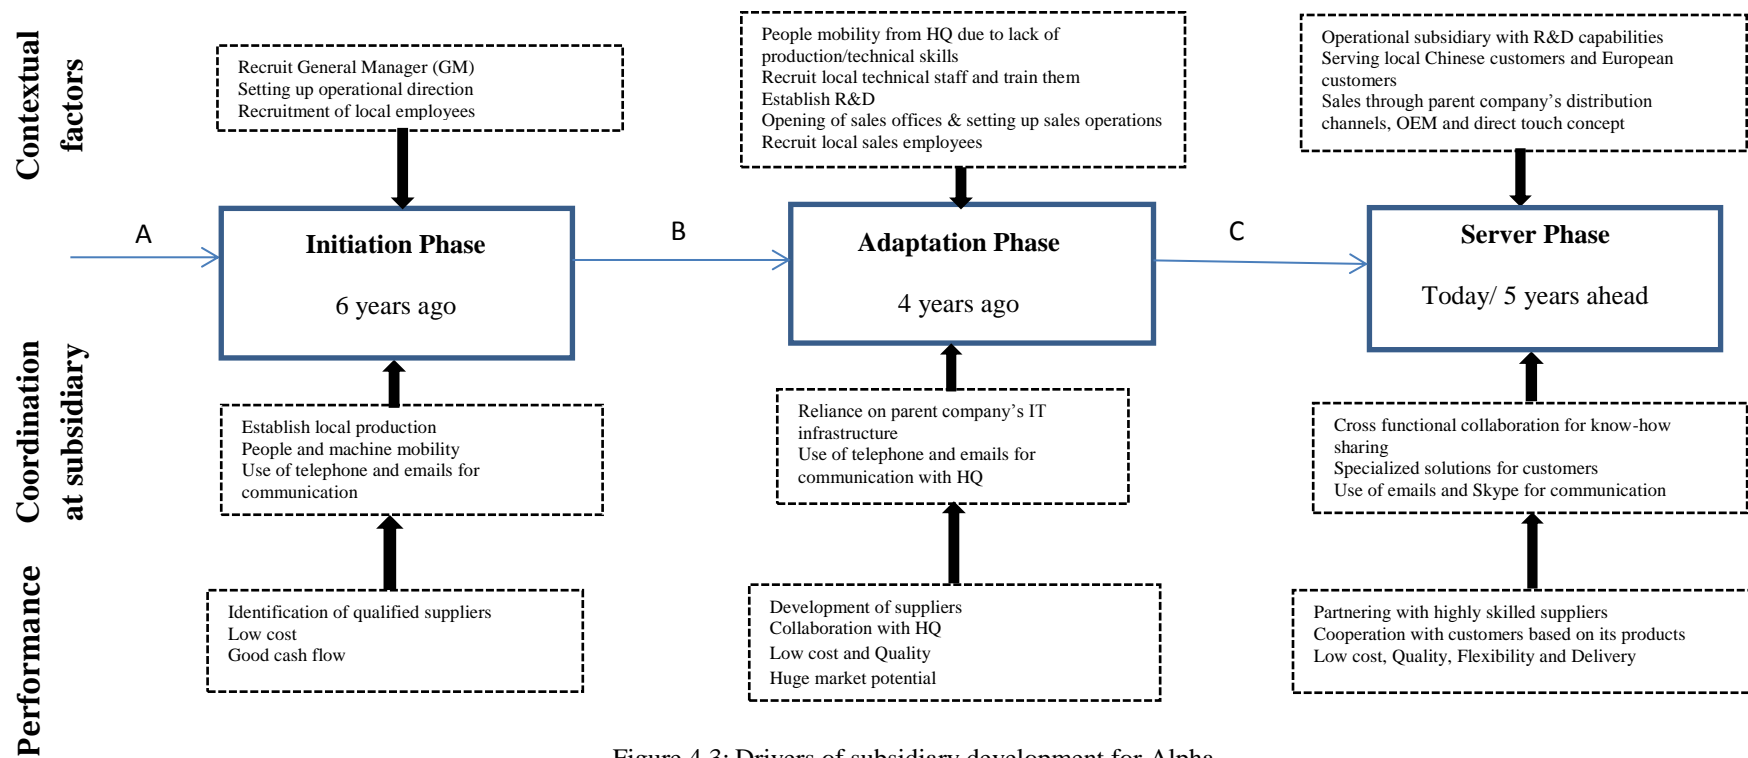 Contextual
factors
Recruit General Manager (GM)
Setting up operational direction
Recruitment of local employees
People mobility from HQ due to lack of
production/technical skills
Recruit local technical staff and train them
Establish R&D
Opening of sales offices & setting up sales operations
Recruit local sales employees
Operational subsidiary with R&D capabilities
Serving local Chinese customers and European
customers
Sales through parent company's distribution
channels, OEM and direct touch concept
A
Initiation Phase
6 years ago
B
Adaptation Phase
4 years ago
C
Server Phase
Today/ 5 years ahead
Coordination
at subsidiary
Establish local production
People and machine mobility
Use of telephone and emails for
communication
Reliance on parent company's IT
infrastructure
Use of telephone and emails for
communication with HQ
Cross functional collaboration for know-how
sharing
Specialized solutions for customers
Use of emails and Skype for communication
Performance
Identification of qualified suppliers
Low cost
Good cash flow
Development of suppliers
Collaboration with HQ
Low cost and Quality
Huge market potential
Partnering with highly skilled suppliers
Cooperation with customers based on its products
Low cost, Quality, Flexibility and Delivery
Figure 4.3: Drivers of subsidiary development for Alpha